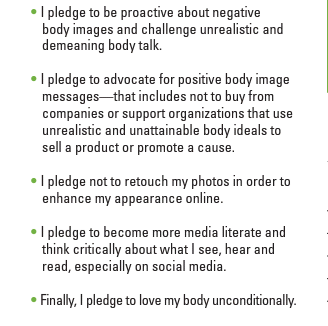 • I pledge to be proactive about negative
body images and challenge unrealistic and
demeaning body talk.
• I pledge to advocate for positive body image
messages—that includes not to buy from
companies or support organizations that use
unrealistic and unattainable body ideals to
sell a product or promote a cause.
• I pledge not to retouch my photos in order to
enhance my appearance online.
• I pledge to become more media literate and
think critically about what I see, hear and
read, especially on social media.
• Finally, I pledge to love my body unconditionally.